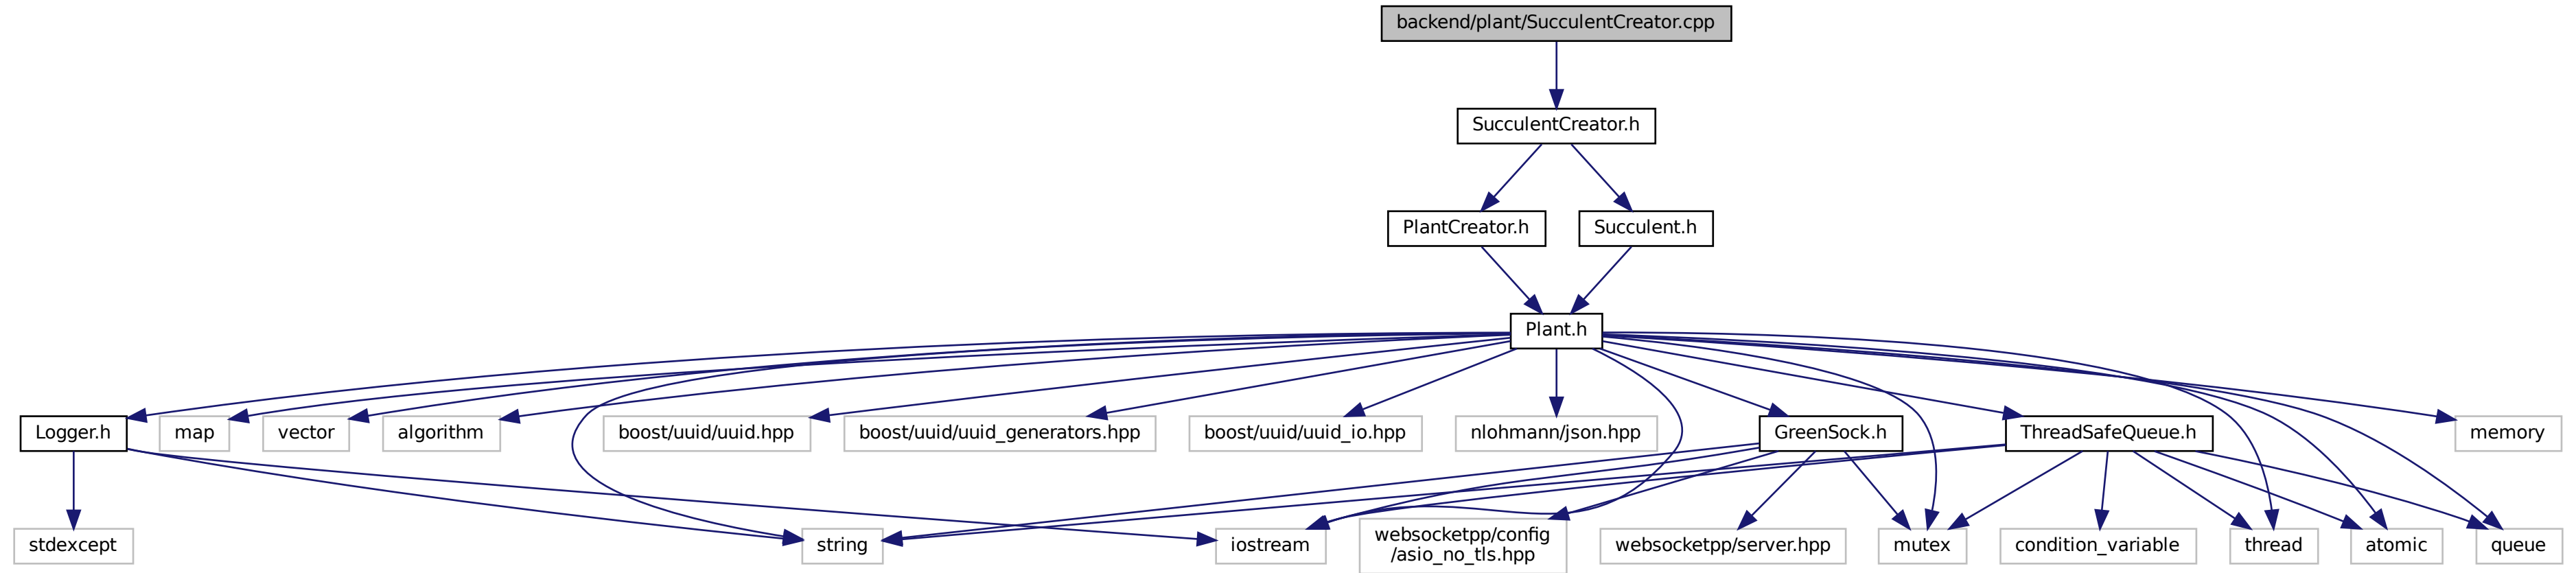 backend/plant/SucculentCreator.cpp
SucculentCreator.h
PlantCreator.h
Succulent.h
Plant.h
Logger.h
map
vector
algorithm
boost/uuid/uuid.hpp
boost/uuid/uuid_generators.hpp
boost/uuid/uuid_io.hpp
nlohmann/json.hpp
GreenSock.h
ThreadSafeQueue.h
memory
stdexcept
string
iostream
websocketpp/config
/asio_no_tls.hpp
websocketpp/server.hpp
mutex
condition_variable
thread
atomic
queue